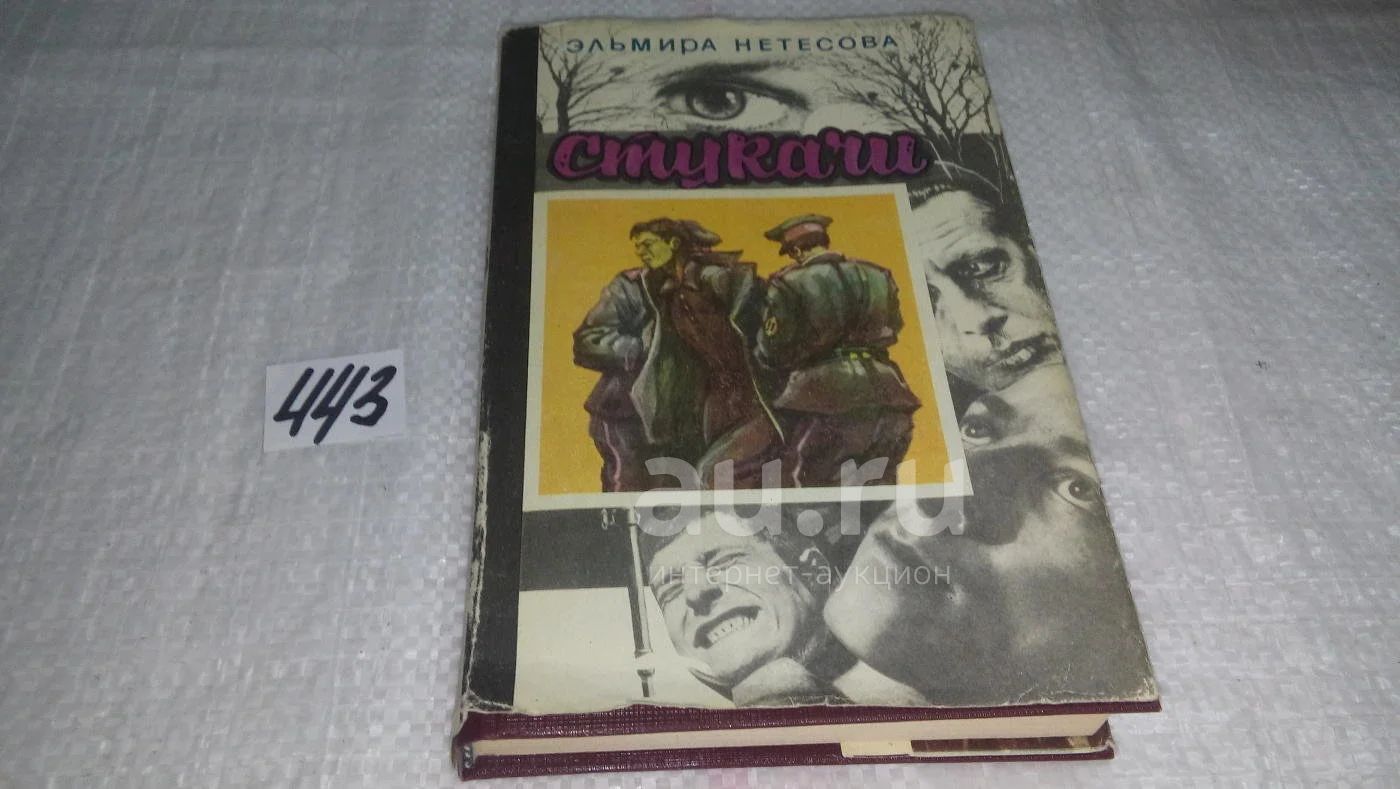 ЭЛЬМИРА НЕТЕСОВА
Стукачи
443
au.ru
интернет-аукцион